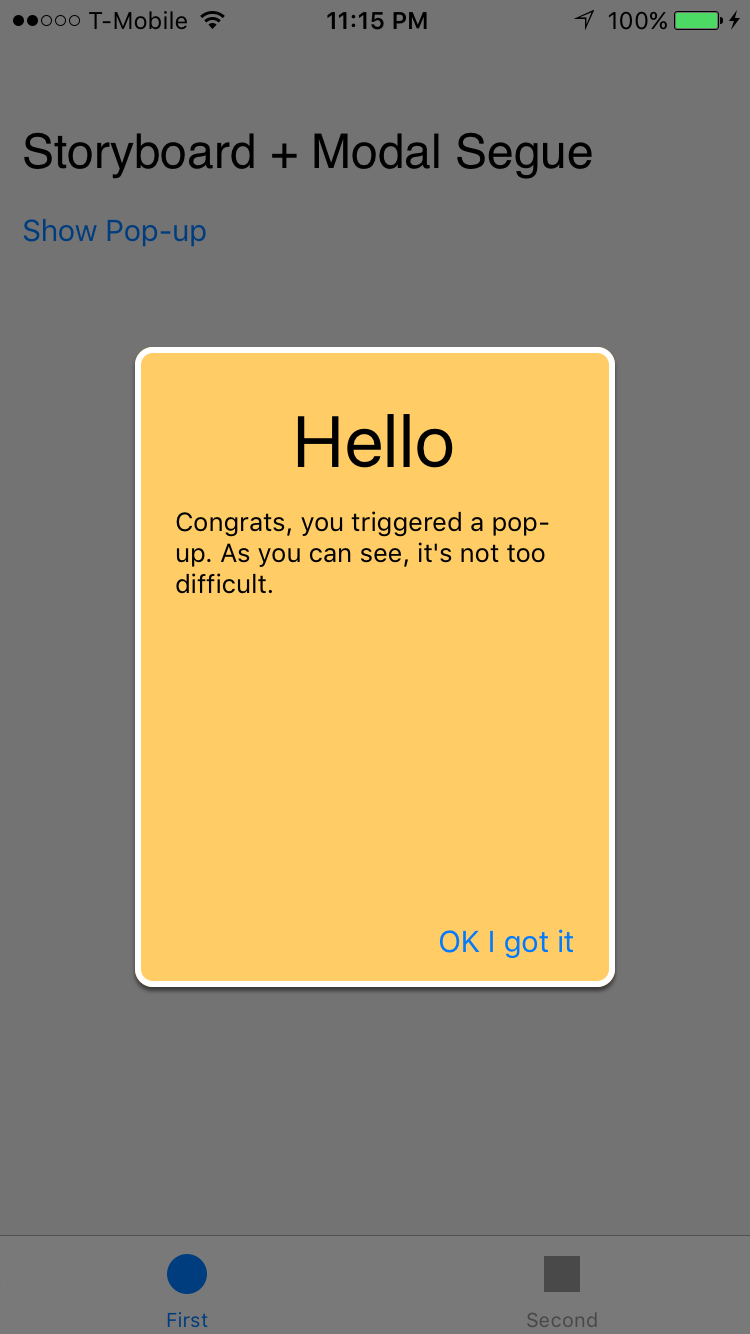 T-Mobile 11:15 PM 100%
Storyboard + Modal Segue
Show Pop-up
Hello
Congrats, you triggered a pop-
up. As you can see, it's not too
difficult.
OK I got it
First Second